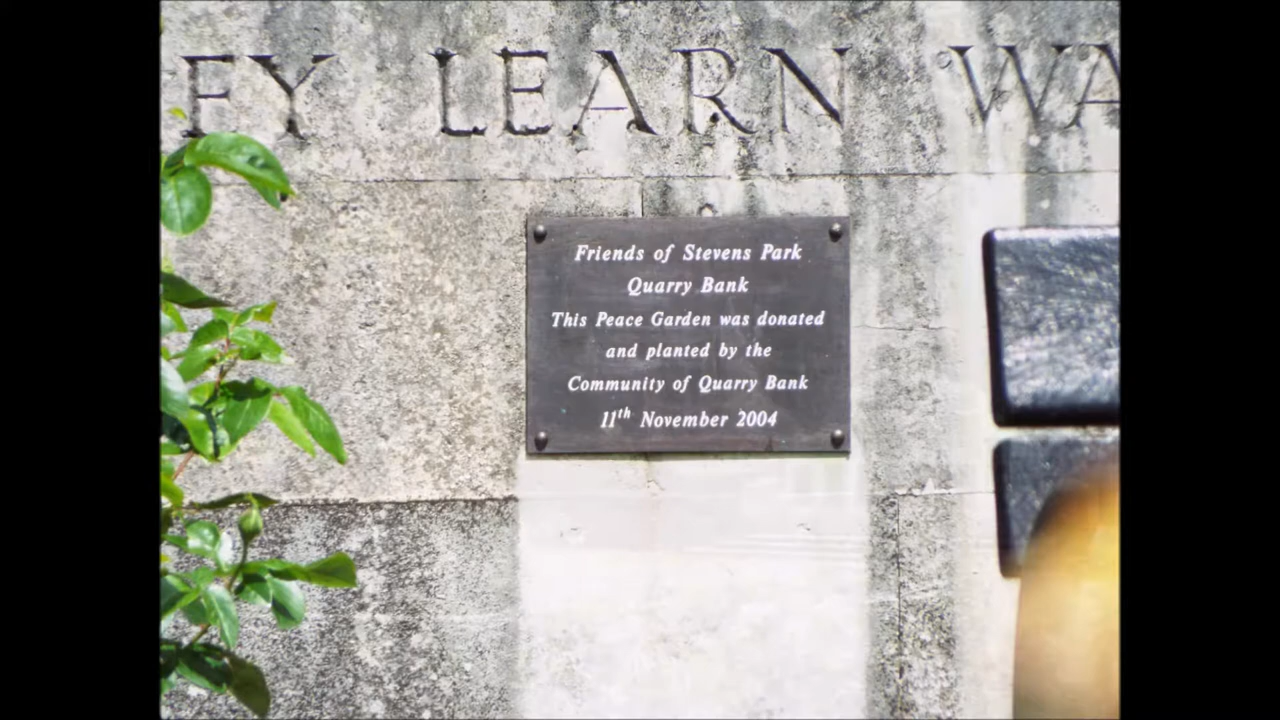 EY LEARN WA
Friends of Stevens Park
Quarry Bank
This Peace Garden was donated
and planted by the
Community of Quarry Bank
11th November 2004